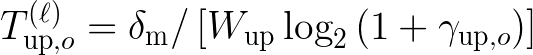 $T_{\mathrm{up},o}^{(\ell)} = \delta_{\mathrm{m}} / \left[ W_{\mathrm{up}} \log_2 \left( 1 + \gamma_{\mathrm{up},o} \right) \right]$